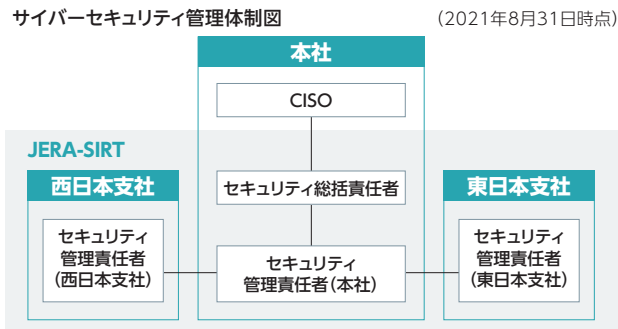 サイバーセキュリティ管理体制図
(2021年8月31日時点)
本社
CISO
JERA-SIRT
西日本支社
セキュリティ総括責任者
東日本支社
セキュリティ
管理責任者
(西日本支社)
セキュリティ
管理責任者(本社)
セキュリティ
管理責任者
(東日本支社)